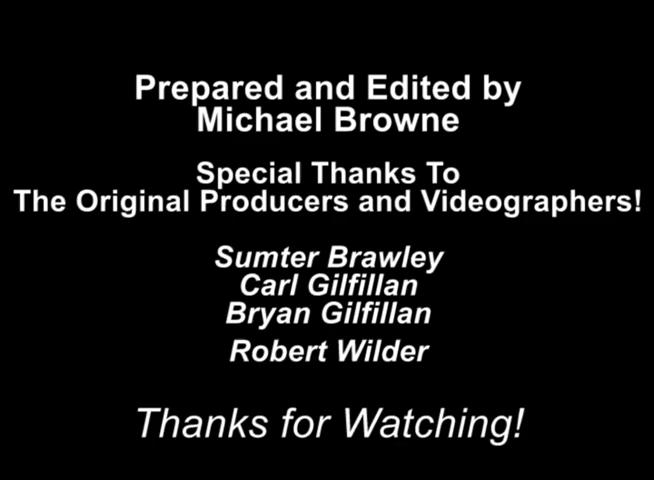 Prepared and Edited by
Michael Browne
Special Thanks To
The Original Producers and Videographers!
Sumter Brawley
Carl Gilfillan
Bryan Gilfillan
Robert Wilder
Thanks for Watching!